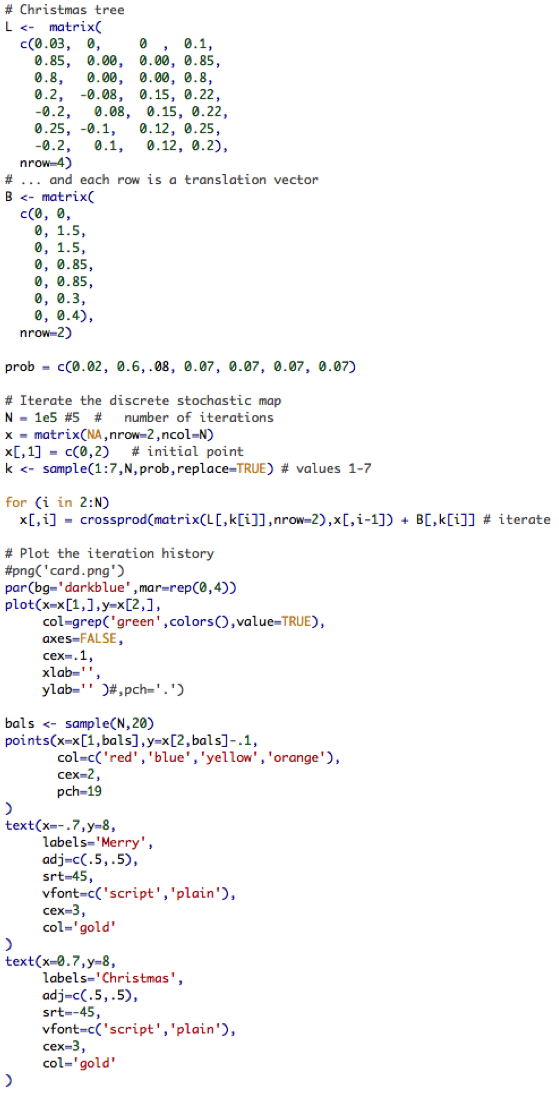 # Christmas tree
L <-  matrix(
  c(0.03,  0,     0  ,  0.1,
    0.85,  0.00,  0.00, 0.85,
    0.8,   0.00,  0.00, 0.8,
    0.2,  -0.08,  0.15, 0.22,
    -0.2,   0.08,  0.15, 0.22,
    0.25, -0.1,   0.12, 0.25,
    -0.2,   0.1,   0.12, 0.2),
  nrow=4)
# ... and each row is a translation vector
B <- matrix(
  c(0, 0,
    0, 1.5,
    0, 1.5,
    0, 0.85,
    0, 0.85,
    0, 0.3,
    0, 0.4),
  nrow=2)

prob = c(0.02, 0.6,.08, 0.07, 0.07, 0.07, 0.07)

# Iterate the discrete stochastic map
N = 1e5 #5  #   number of iterations
x = matrix(NA,nrow=2,ncol=N)
x[,1] = c(0,2)   # initial point
k <- sample(1:7,N,prob,replace=TRUE) # values 1-7

for (i in 2:N)
  x[,i] = crossprod(matrix(L[,k[i]],nrow=2),x[,i-1]) + B[,k[i]] # iterate

# Plot the iteration history
#png('card.png')
par(bg='darkblue',mar=rep(0,4))
plot(x=x[1,],y=x[2,],
     col=grep('green',colors(),value=TRUE),
     axes=FALSE,
     cex=.1,
     xlab='',
     ylab='' )#,pch='.')

bals <- sample(N,20)
points(x=x[1,bals],y=x[2,bals]-.1,
       col=c('red','blue','yellow','orange'),
       cex=2,
       pch=19
)
text(x=-.7,y=8,
     labels='Merry',
     adj=c(.5,.5),
     srt=45,
     vfont=c('script','plain'),
     cex=3,
     col='gold'
)
text(x=0.7,y=8,
     labels='Christmas',
     adj=c(.5,.5),
     srt=-45,
     vfont=c('script','plain'),
     cex=3,
     col='gold'
)